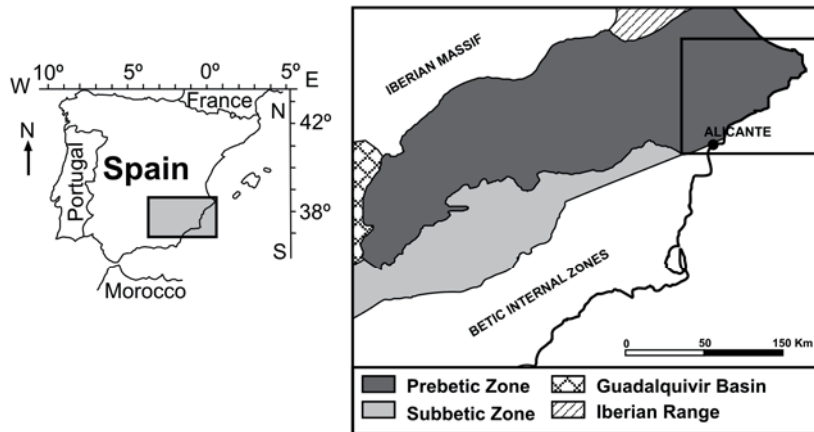 W 10º 5º 0º 5º E
France
N
42º
N
Portugal
Spain
38º
S
Morocco
IBERIAN MASSIF
ALICANTE
BETIC INTERNAL ZONES
0 50 150 Km
Prebetic Zone
Guadalquivir Basin
Subbetic Zone
Iberian Range